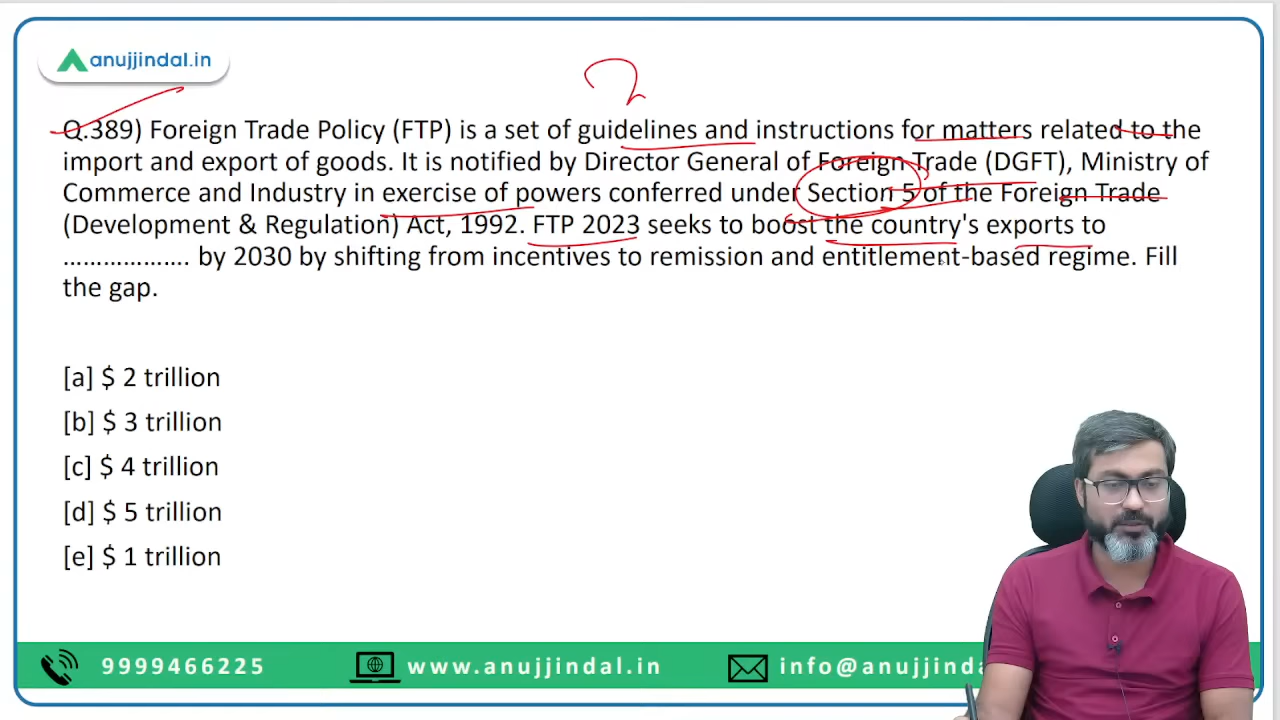 anujjindal.in
Q.389) Foreign Trade Policy (FTP) is a set of guidelines and instructions for matters related to the
import and export of goods. It is notified by Director General of Foreign Trade (DGFT), Ministry of
Commerce and Industry in exercise of powers conferred under Section 5 of the Foreign Trade
(Development & Regulation) Act, 1992. FTP 2023 seeks to boost the country's exports to
.................. by 2030 by shifting from incentives to remission and entitlement-based regime. Fill
the gap.
[a] $ 2 trillion
[b] $ 3 trillion
[c] $ 4 trillion
[d] $ 5 trillion
[e] $ 1 trillion
9999466225 www.anujjindal.in info@anujjinda